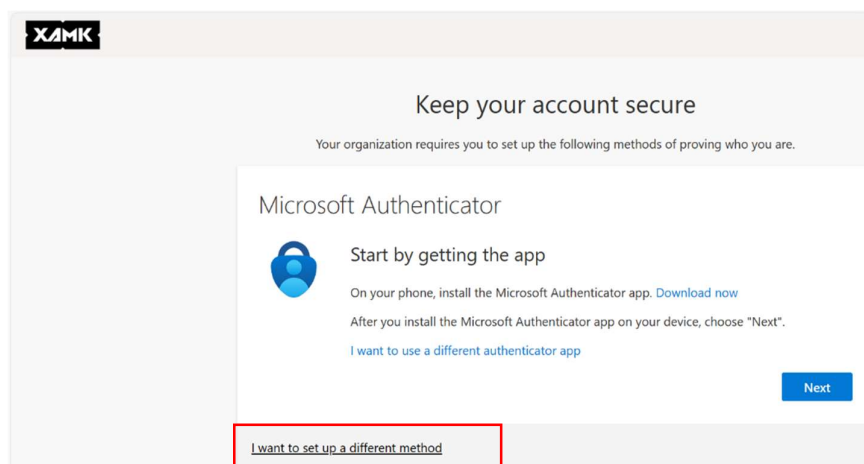 XAMK
Keep your account secure
Your organization requires you to set up the following methods of proving who you are.
Microsoft Authenticator
Start by getting the app
On your phone, install the Microsoft Authenticator app. Download now
After you install the Microsoft Authenticator app on your device, choose "Next".
I want to use a different authenticator app
Next
I want to set up a different method